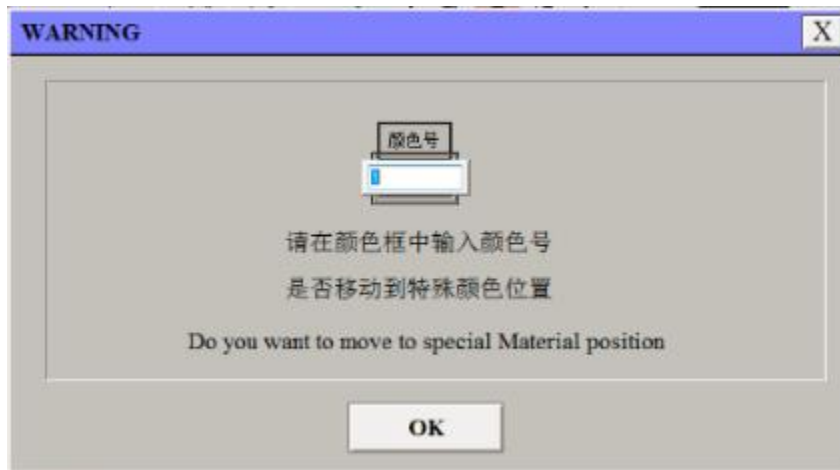 WARNING
X
颜色号
1
请在颜色框中输入颜色号
是否移动到特殊颜色位置
Do you want to move to special Material position
OK